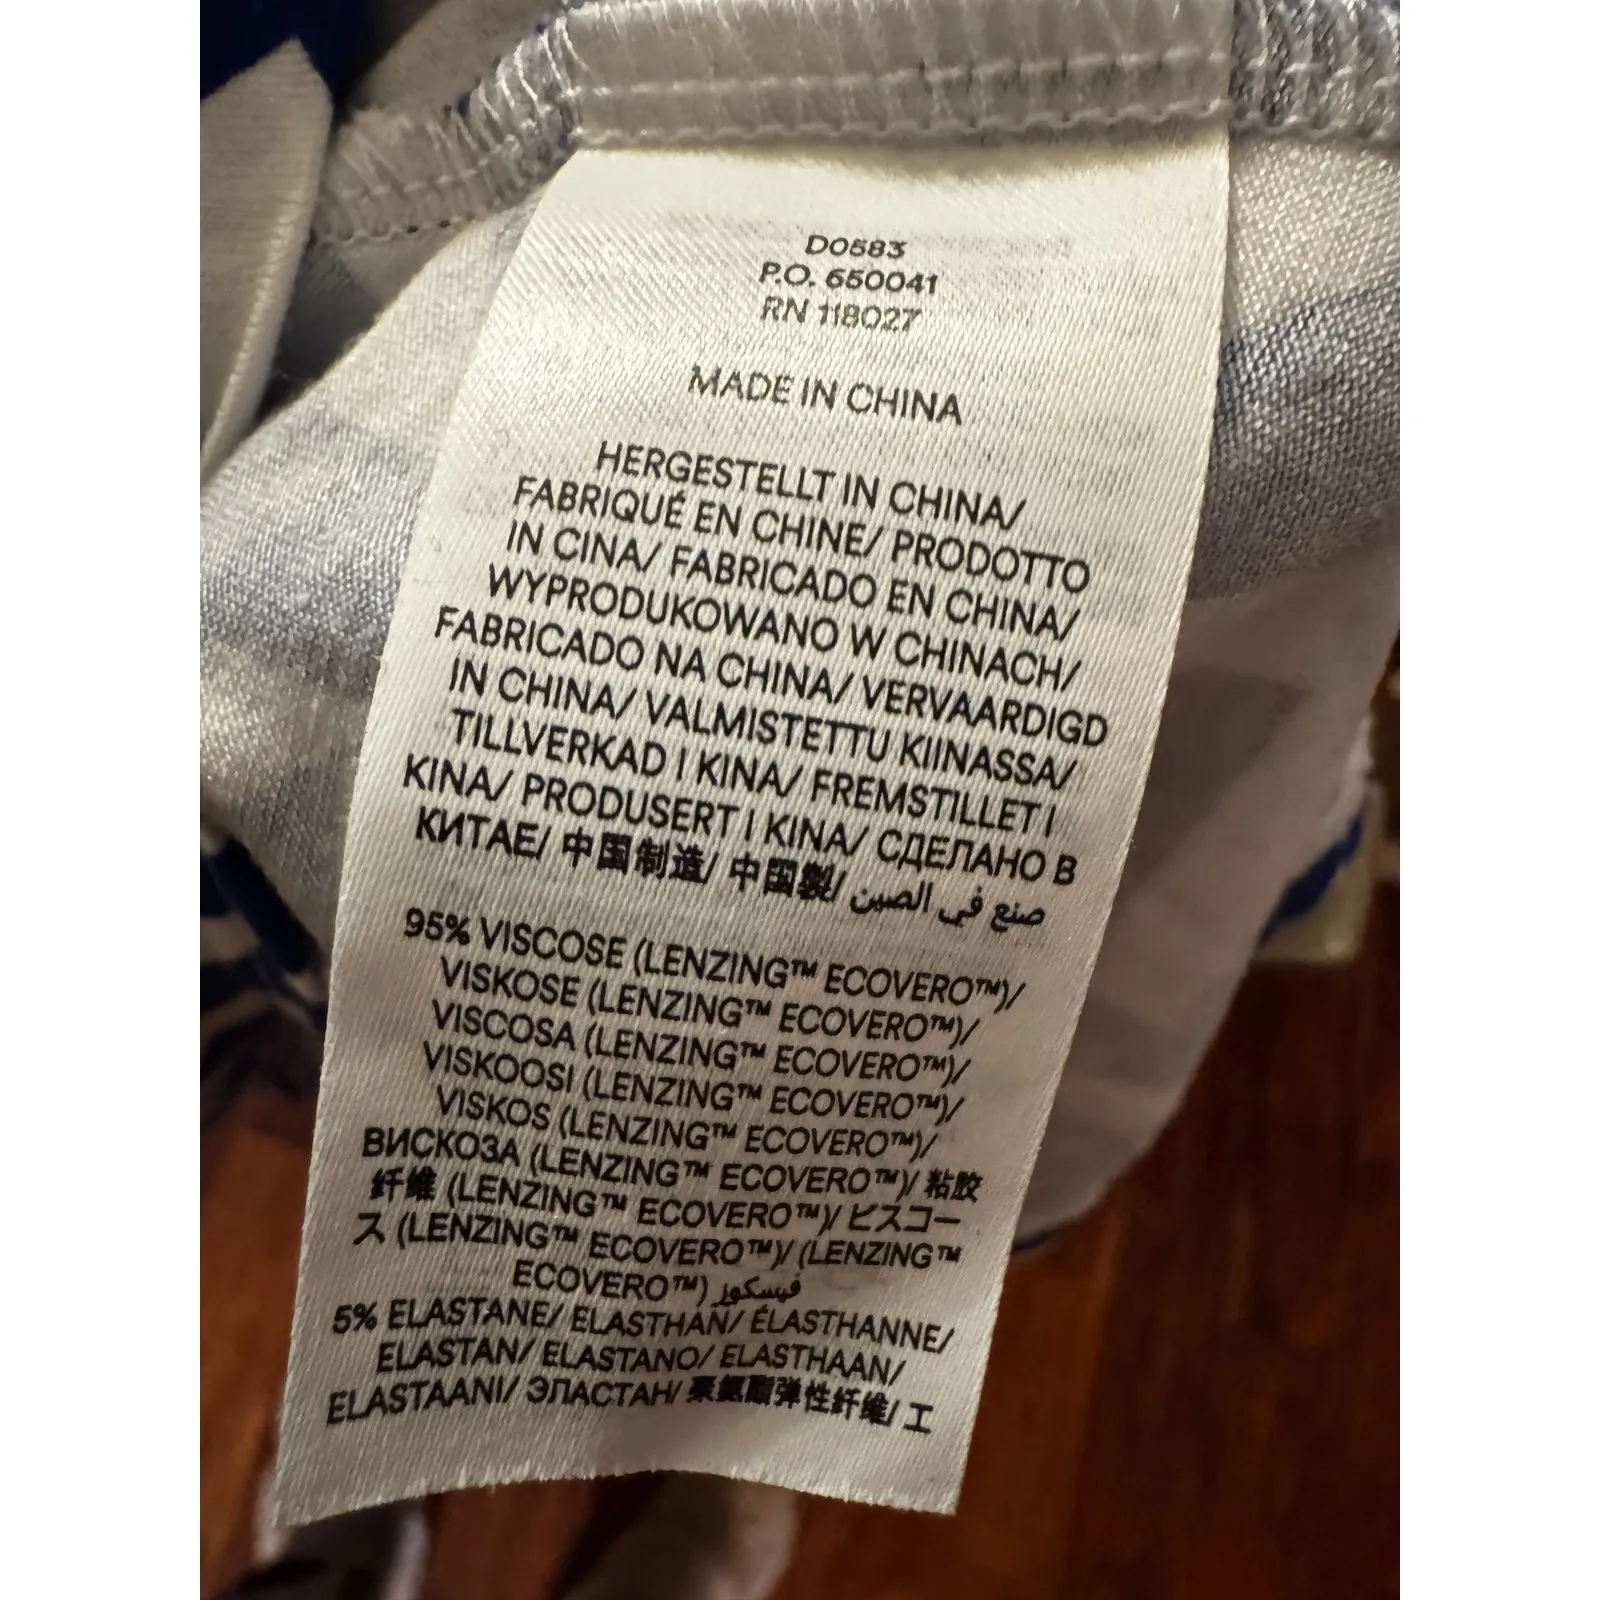 D0583
P.O. 650041
RN 118027
MADE IN CHINA
HERGESTELLT IN CHINA/
FABRIQUÉ EN CHINE/ PRODOTTO
IN CINA/ FABRICADO EN CHINA/
WYPRODUKOWANO W CHINACH/
FABRICADO NA CHINA/ VERVAARDIGD
IN CHINA/ VALMISTETTU KIINASSA/
TILLVERKAD I KINA/ FREMSTILLET I
KINA/ PRODUSERT I KINA/ СДЕЛАНО В
КИТАЕ/ 中国制造/ 中国製/ صنع في الصين
95% VISCOSE (LENZING™ ECOVERO™)/
VISKOSE (LENZING™ ECOVERO™)/
VISCOSA (LENZING™ ECOVERO™)/
VISKOOSI (LENZING™ ECOVERO™)/
VISKOS (LENZING™ ECOVERO™)/
ВИСКОЗА (LENZING™ ECOVERO™)/ 粘胶
纤维 (LENZING™ ECOVERO™)/ ビスコー
ス (LENZING™ ECOVERO™)/ (LENZING™
ECOVERO™) فيسكوز
5% ELASTANE/ ELASTHAN/ ÉLASTHANNE/
ELASTAN/ ELASTANO/ ELASTHAAN/
ELASTAANI/ ЭЛАСТАН/ 聚氨酯弹性纤维/ エ